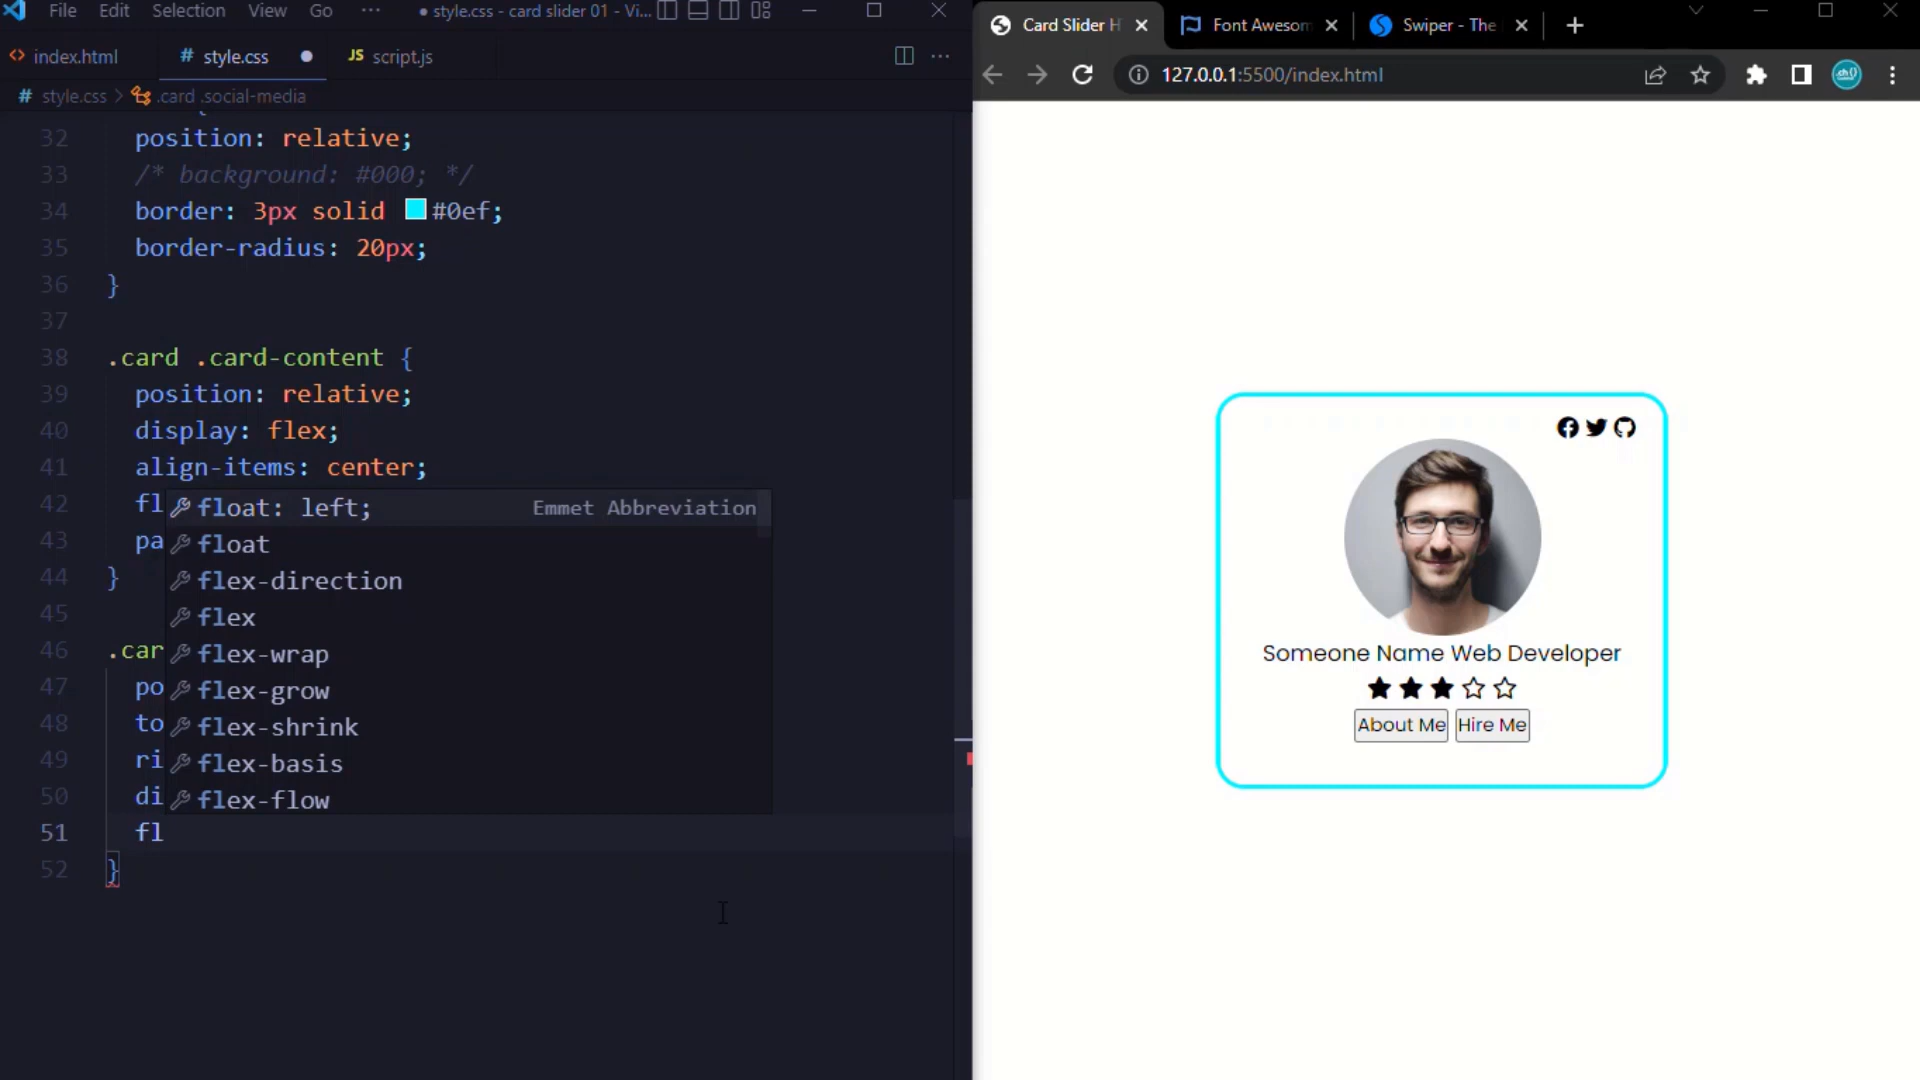 File Edit Selection View Go ··· ● style.css - card slider 01 - Vi...
index.html # style.css ● JS script.js ···
# style.css > .card .social-media
32 position: relative;
33 /* background: #000; */
34 border: 3px solid #0ef;
35 border-radius: 20px;
36 }
37
38 .card .card-content {
39 position: relative;
40 display: flex;
41 align-items: center;
42 fl
43 pa
44 }
45
46 .car
47 po
48 to
49 ri
50 di
51 fl
52 }
float: left; Emmet Abbreviation
float
flex-direction
flex
flex-wrap
flex-grow
flex-shrink
flex-basis
flex-flow
Card Slider H Font Awesom Swiper - The
127.0.0.1:5500/index.html
Someone Name Web Developer
About Me Hire Me